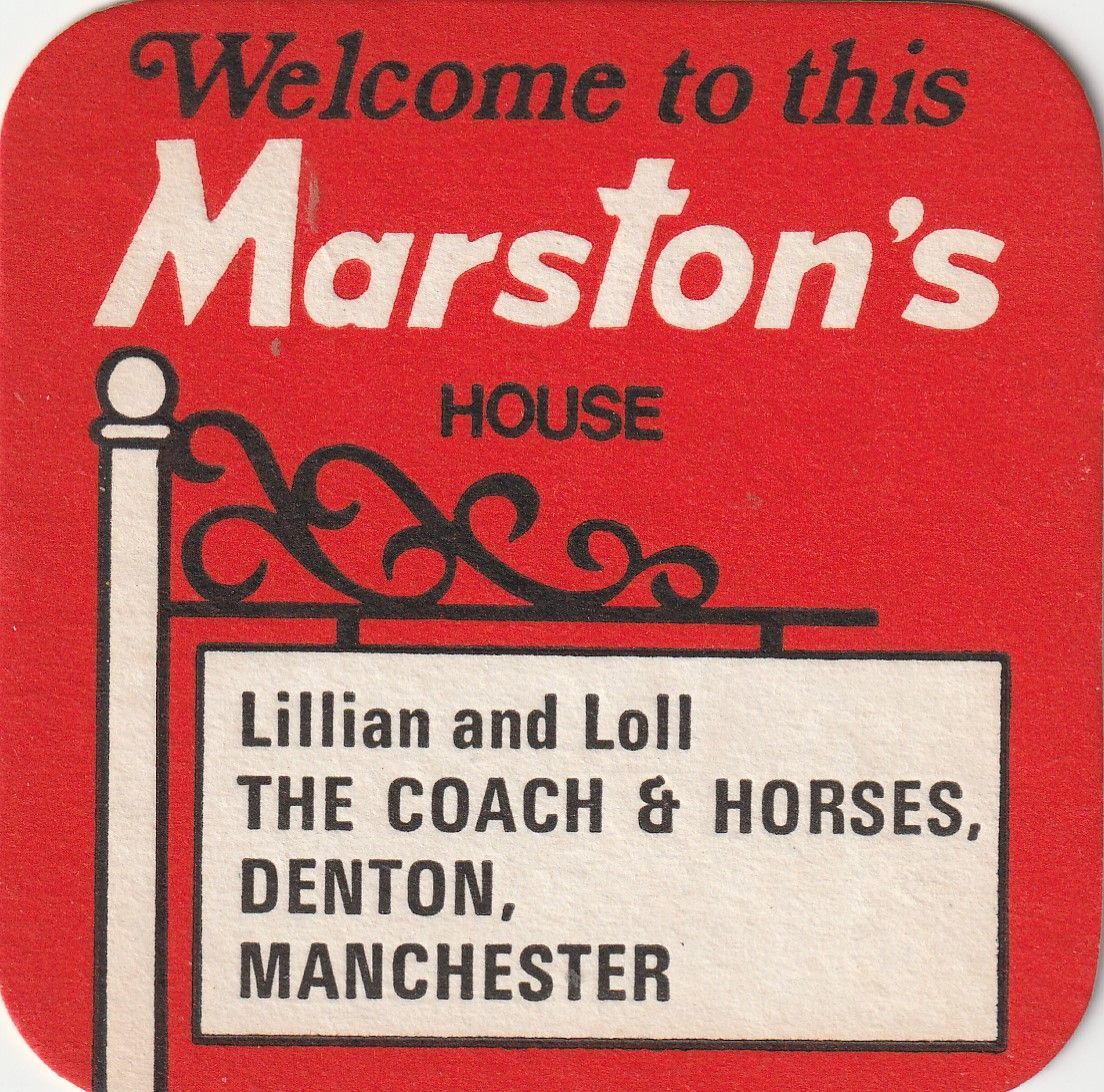 Welcome to this
Marston's
HOUSE
Lillian and Loll
THE COACH & HORSES,
DENTON,
MANCHESTER